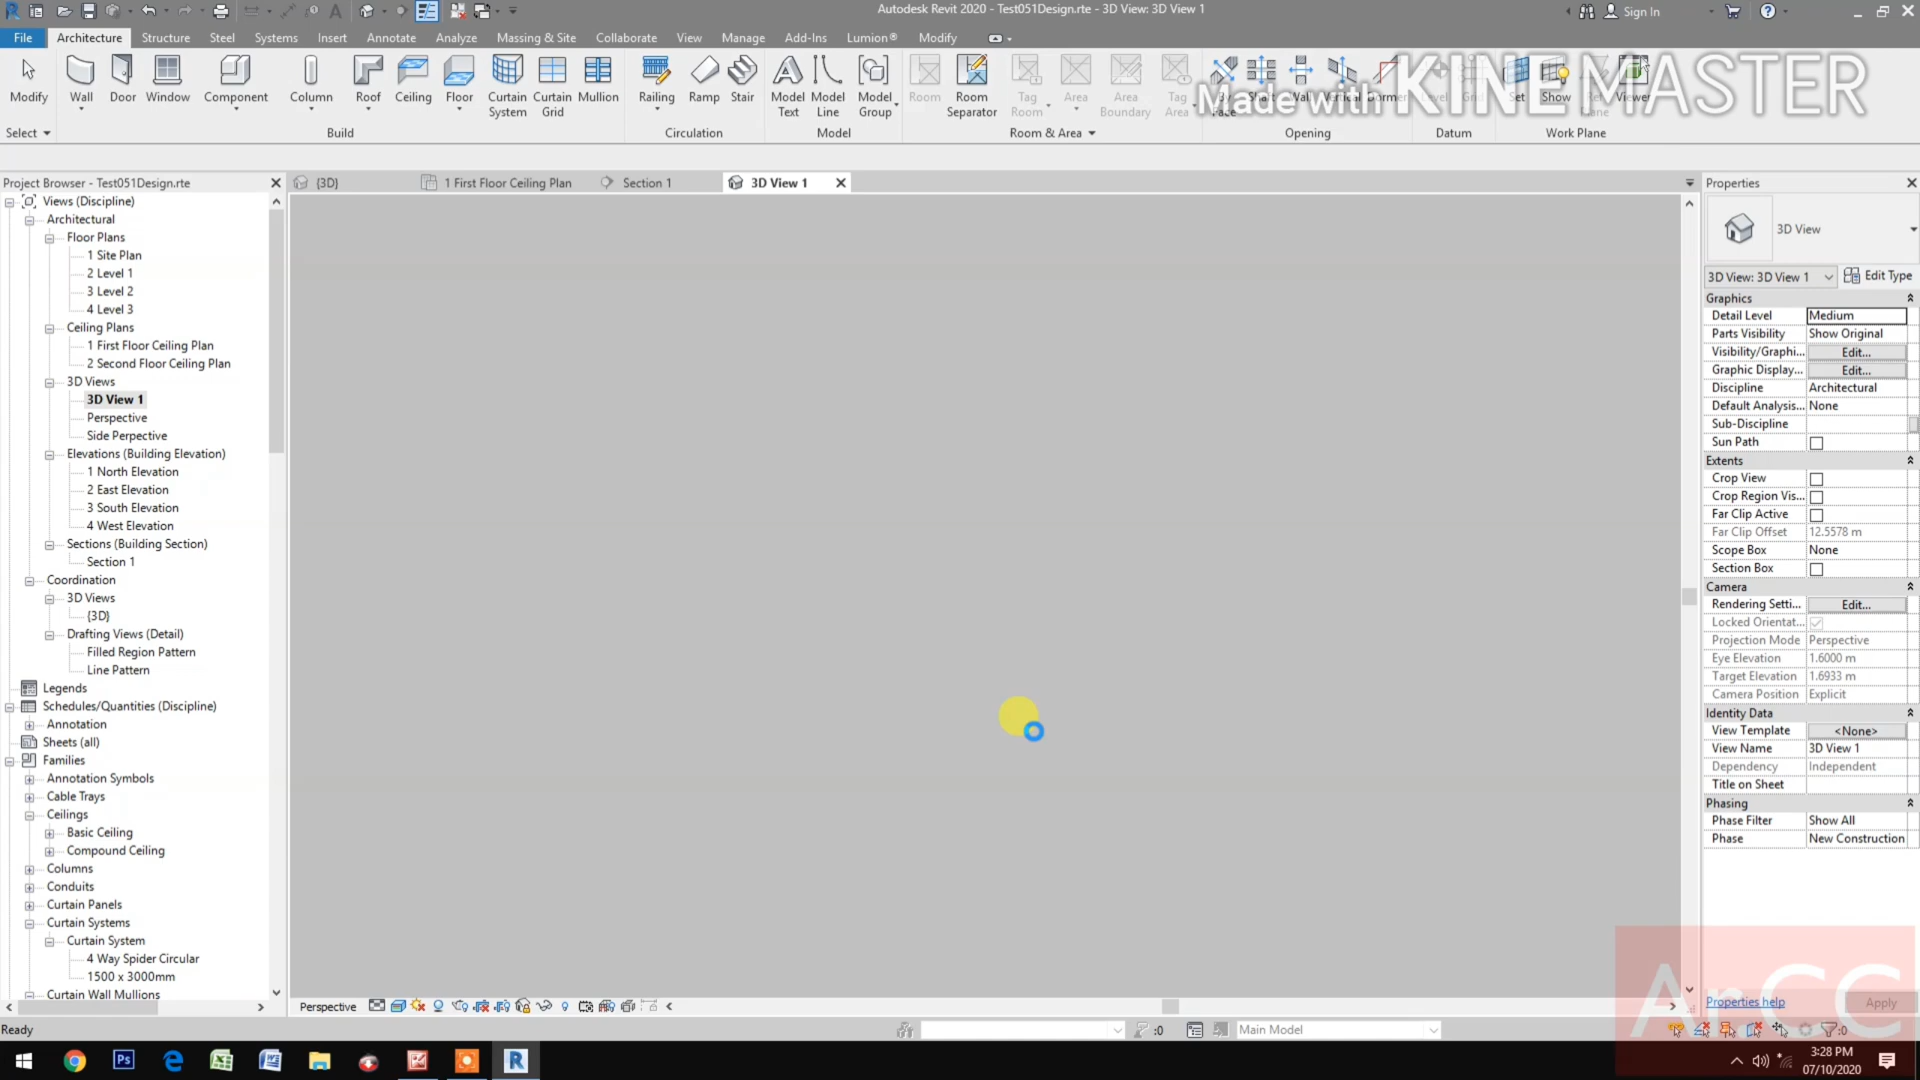 Autodesk Revit 2020 - Test051Design.rte - 3D View: 3D View 1
Sign In
File Architecture Structure Steel Systems Insert Annotate Analyze Massing & Site Collaborate View Manage Add-Ins Lumion® Modify
Modify Wall Door Window Component Column Roof Ceiling Floor Curtain System Curtain Grid Mullion Railing Ramp Stair Model Text Model Line Model Group Room Room Separator Tag Room Area Area Boundary Tag Area Shaft Wall Vertical Dormer Level Grid Set Show Viewer
Made with KINEMASTER
Select Build Circulation Model Room & Area Opening Datum Work Plane
Project Browser - Test051Design.rte
{3D} 1 First Floor Ceiling Plan Section 1 3D View 1
Views (Discipline)
Architectural
Floor Plans
1 Site Plan
2 Level 1
3 Level 2
4 Level 3
Ceiling Plans
1 First Floor Ceiling Plan
2 Second Floor Ceiling Plan
3D Views
3D View 1
Perspective
Side Perpective
Elevations (Building Elevation)
1 North Elevation
2 East Elevation
3 South Elevation
4 West Elevation
Sections (Building Section)
Section 1
Coordination
3D Views
{3D}
Drafting Views (Detail)
Filled Region Pattern
Line Pattern
Legends
Schedules/Quantities (Discipline)
Annotation
Sheets (all)
Families
Annotation Symbols
Cable Trays
Ceilings
Basic Ceiling
Compound Ceiling
Columns
Conduits
Curtain Panels
Curtain Systems
Curtain System
4 Way Spider Circular
1500 x 3000mm
Curtain Wall Mullions
Properties
3D View
3D View: 3D View 1 Edit Type
Graphics
Detail Level Medium
Parts Visibility Show Original
Visibility/Graphi... Edit...
Graphic Display... Edit...
Discipline Architectural
Default Analysis... None
Sub-Discipline
Sun Path
Extents
Crop View
Crop Region Vis...
Far Clip Active
Far Clip Offset 12.5578 m
Scope Box None
Section Box
Camera
Rendering Setti... Edit...
Locked Orientat...
Projection Mode Perspective
Eye Elevation 1.6000 m
Target Elevation 1.6933 m
Camera Position Explicit
Identity Data
View Template <None>
View Name 3D View 1
Dependency Independent
Title on Sheet
Phasing
Phase Filter Show All
Phase New Construction
ArCC
Properties help Apply
Perspective
Ready
:0
Main Model
:0
3:28 PM
07/10/2020